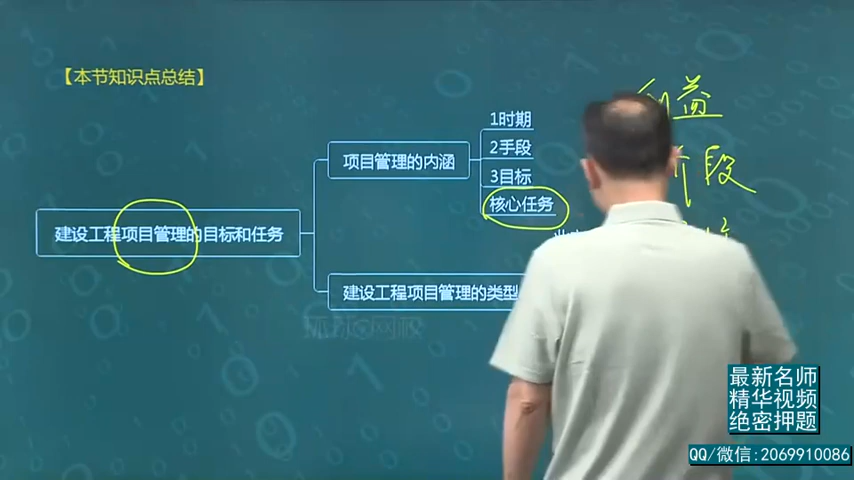 【本节知识点总结】
建设工程项目管理的目标和任务
项目管理的内涵
1时期
2手段
3目标
核心任务
建设工程项目管理的类型
益
阶段
最新名师
精华视频
绝密押题
QQ/微信:2069910086